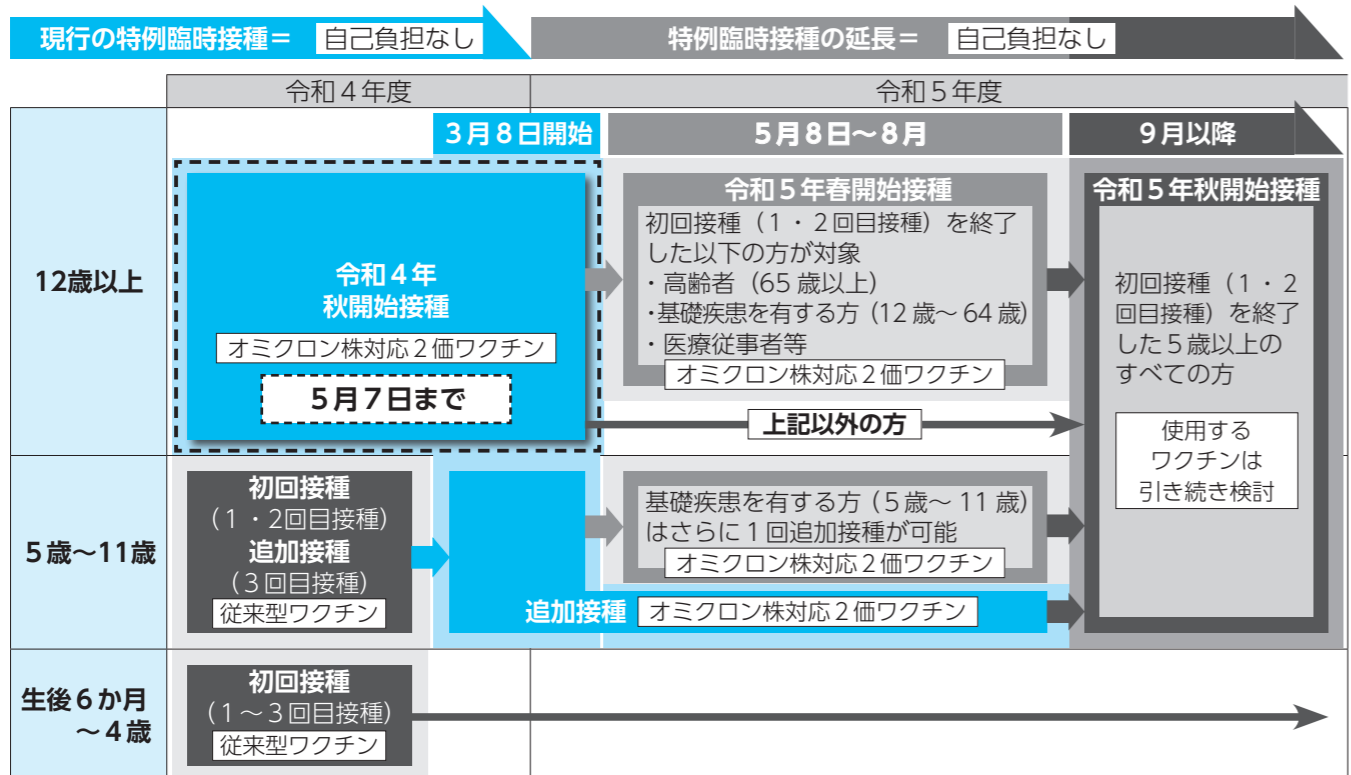 現行の特例臨時接種＝ 自己負担なし
特例臨時接種の延長＝ 自己負担なし
令和４年度
令和５年度
３月８日開始
５月８日～８月
９月以降
12歳以上
令和４年
秋開始接種
オミクロン株対応２価ワクチン
５月７日まで
令和５年春開始接種
初回接種（１・２回目接種）を終了
した以下の方が対象
・高齢者（65歳以上）
・基礎疾患を有する方（12歳～64歳）
・医療従事者等
オミクロン株対応２価ワクチン
上記以外の方
令和５年秋開始接種
初回接種（１・２
回目接種）を終了
した５歳以上の
すべての方
使用する
ワクチンは
引き続き検討
５歳～11歳
初回接種
（１・２回目接種）
追加接種
（３回目接種）
従来型ワクチン
基礎疾患を有する方（５歳～11歳）
はさらに１回追加接種が可能
オミクロン株対応２価ワクチン
追加接種 オミクロン株対応２価ワクチン
生後６か月
～４歳
初回接種
（１～３回目接種）
従来型ワクチン